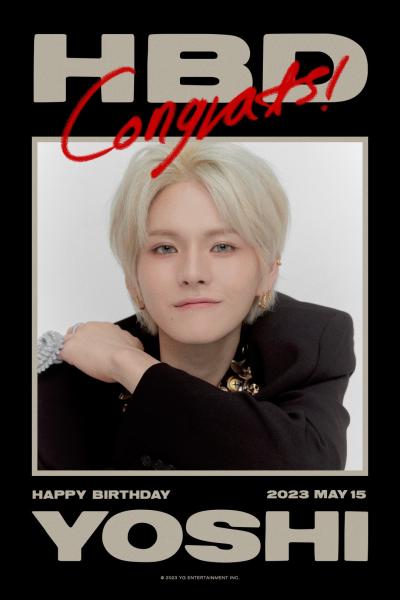 HBD
Congrats!
HAPPY BIRTHDAY 2023 MAY 15
YOSHI
© 2023 YG ENTERTAINMENT INC.